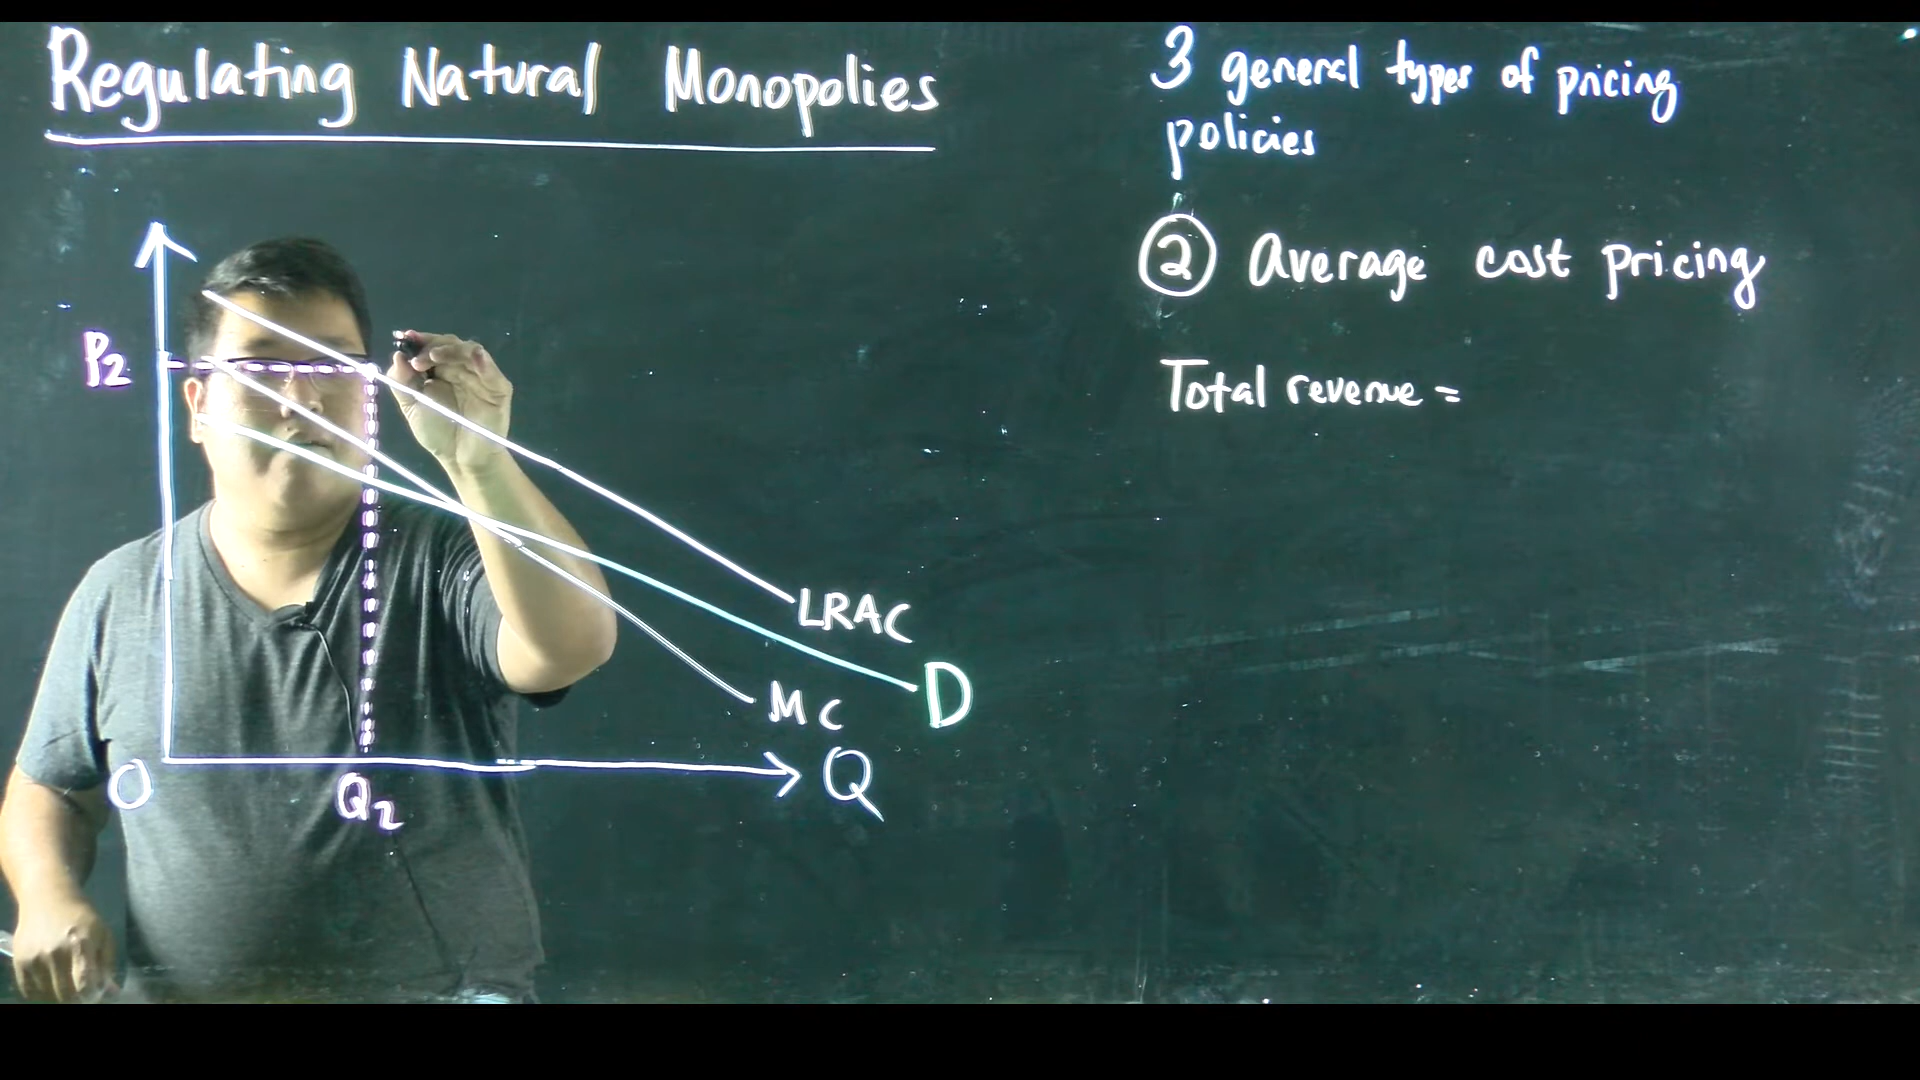 Regulating Natural Monopolies
3 general types of pricing
policies
② Average cost pricing
Total revenue =
P2
LRAC
MC
D
O
Q2
Q